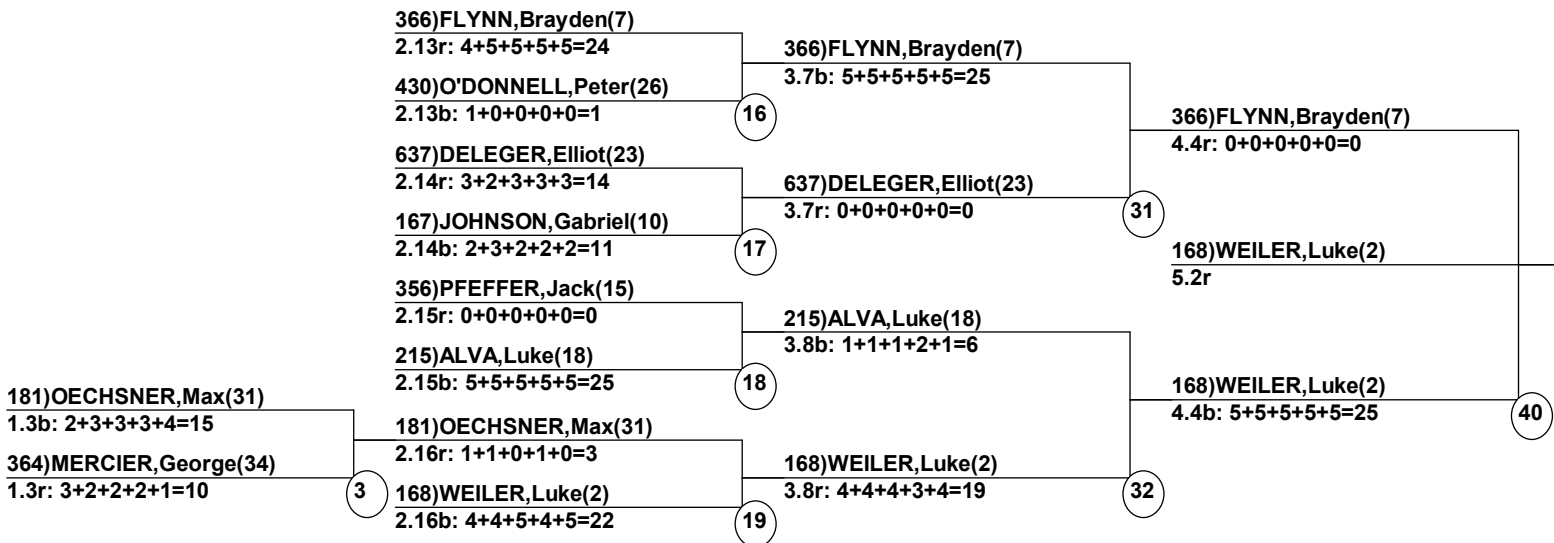 366)FLYNN,Brayden(7)
2.13r: 4+5+5+5+5=24
430)O'DONNELL,Peter(26)
2.13b: 1+0+0+0+0=1
16
637)DELEGER,Elliot(23)
2.14r: 3+2+3+3+3=14
167)JOHNSON,Gabriel(10)
2.14b: 2+3+2+2+2=11
17
356)PFEFFER,Jack(15)
2.15r: 0+0+0+0+0=0
215)ALVA,Luke(18)
2.15b: 5+5+5+5+5=25
18
181)OECHSNER,Max(31)
1.3b: 2+3+3+3+4=15
364)MERCIER,George(34)
1.3r: 3+2+2+2+1=10
3
181)OECHSNER,Max(31)
2.16r: 1+1+0+1+0=3
168)WEILER,Luke(2)
2.16b: 4+4+5+4+5=22
19
366)FLYNN,Brayden(7)
3.7b: 5+5+5+5+5=25
637)DELEGER,Elliot(23)
3.7r: 0+0+0+0+0=0
31
215)ALVA,Luke(18)
3.8b: 1+1+1+2+1=6
168)WEILER,Luke(2)
3.8r: 4+4+4+3+4=19
32
366)FLYNN,Brayden(7)
4.4r: 0+0+0+0+0=0
168)WEILER,Luke(2)
4.4b: 5+5+5+5+5=25
40
168)WEILER,Luke(2)
5.2r